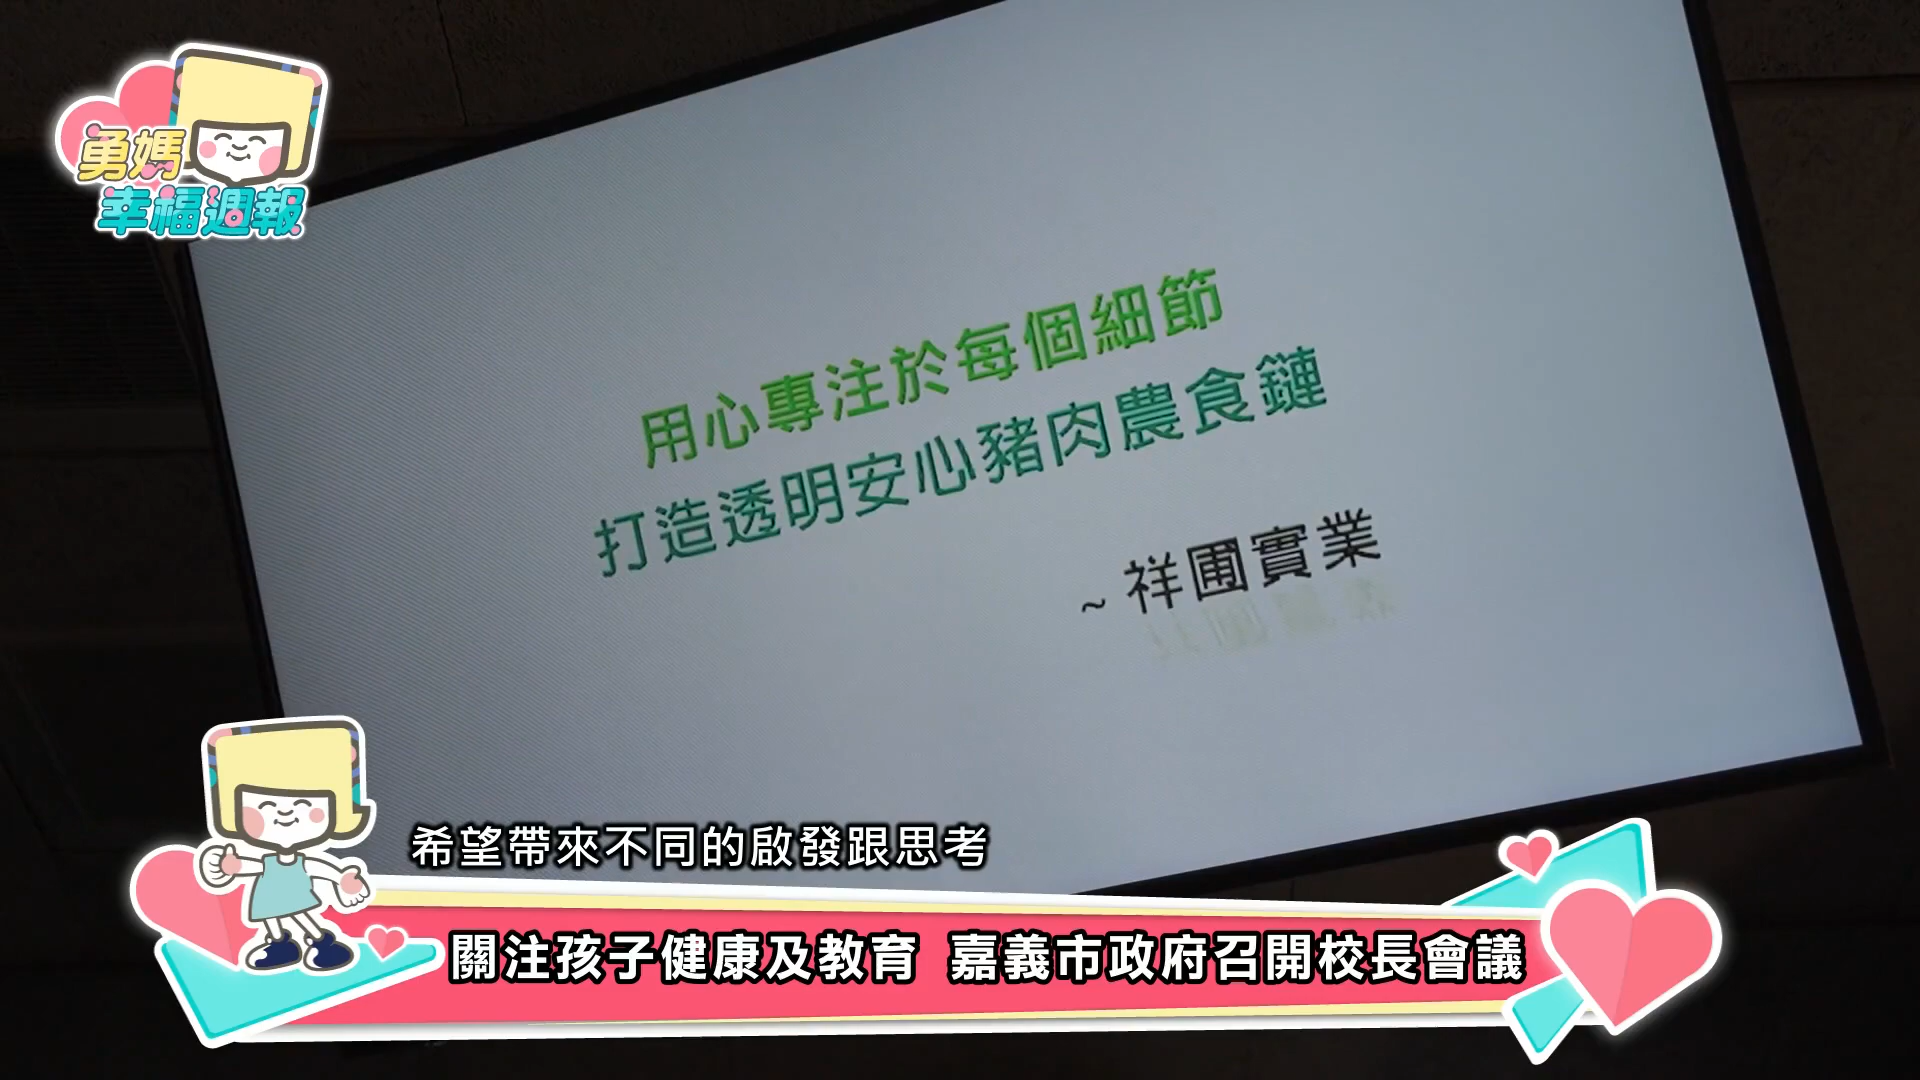 勇媽
幸福週報
用心專注於每個細節
打造透明安心豬肉農食鏈
~ 祥圃實業
希望帶來不同的啟發跟思考
關注孩子健康及教育 嘉義市政府召開校長會議